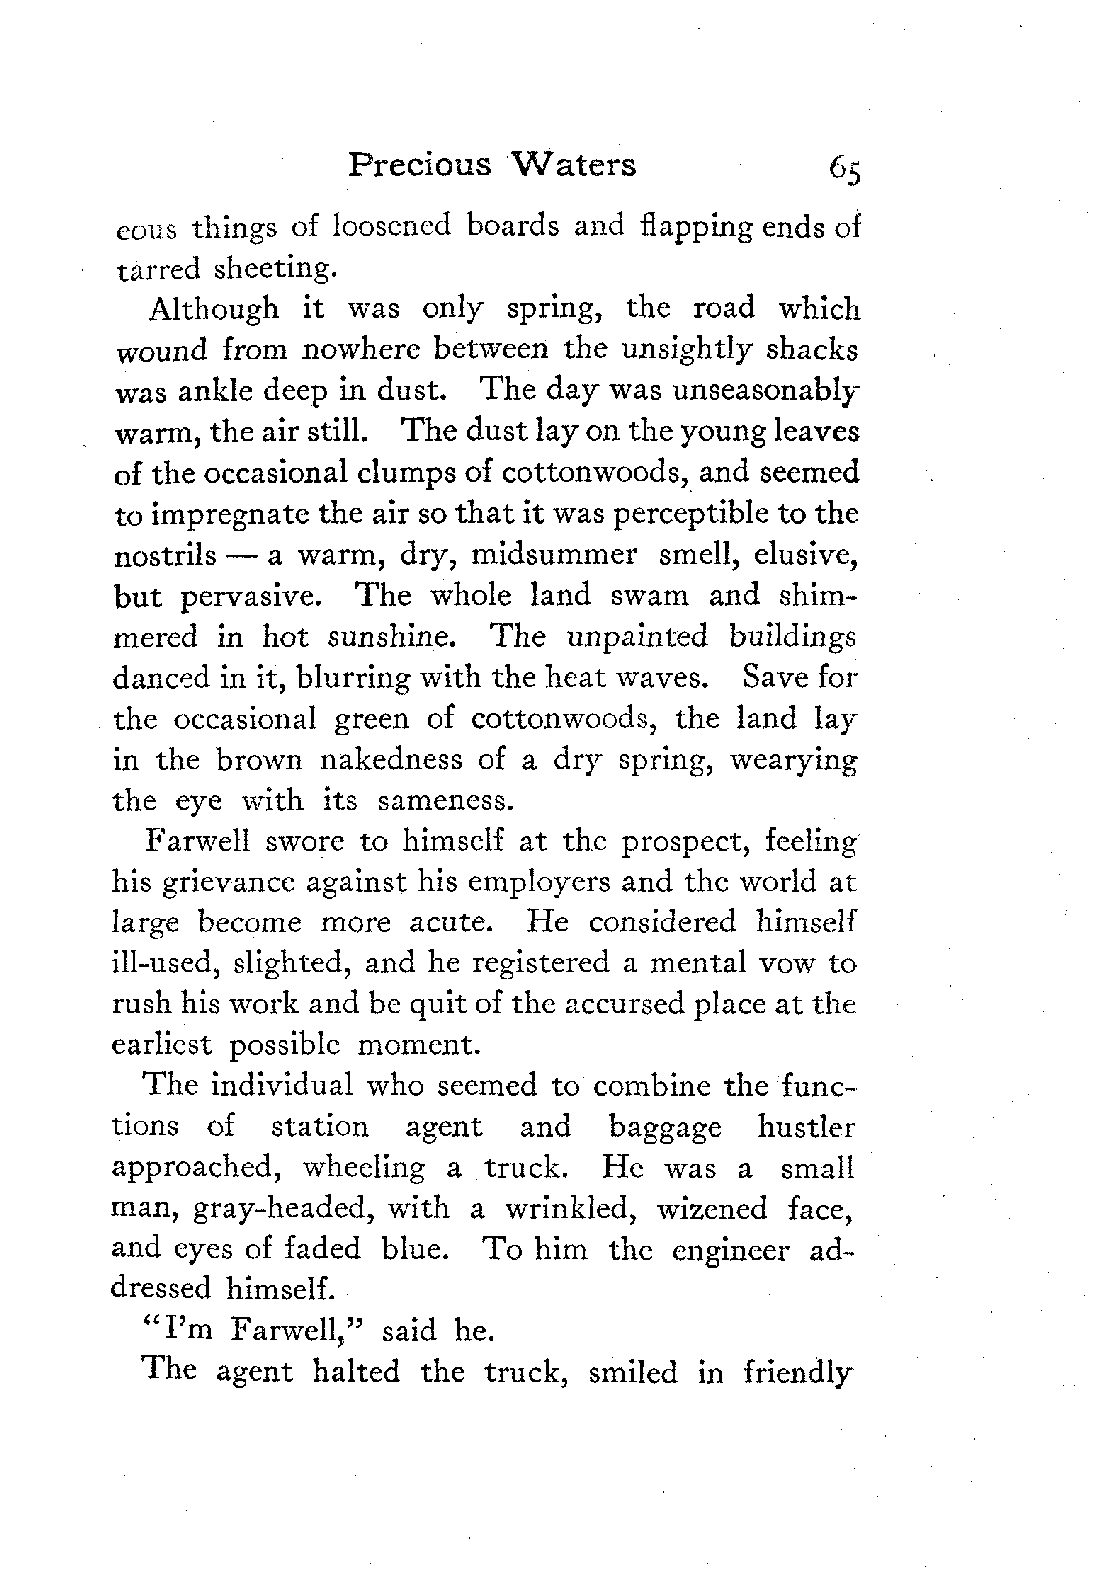 Precious Waters 65
eous things of loosened boards and flapping ends of
tarred sheeting.
Although it was only spring, the road which
wound from nowhere between the unsightly shacks
was ankle deep in dust. The day was unseasonably
warm, the air still. The dust lay on the young leaves
of the occasional clumps of cottonwoods, and seemed
to impregnate the air so that it was perceptible to the
nostrils — a warm, dry, midsummer smell, elusive,
but pervasive. The whole land swam and shim-
mered in hot sunshine. The unpainted buildings
danced in it, blurring with the heat waves. Save for
the occasional green of cottonwoods, the land lay
in the brown nakedness of a dry spring, wearying
the eye with its sameness.
Farwell swore to himself at the prospect, feeling
his grievance against his employers and the world at
large become more acute. He considered himself
ill-used, slighted, and he registered a mental vow to
rush his work and be quit of the accursed place at the
earliest possible moment.
The individual who seemed to combine the func-
tions of station agent and baggage hustler
approached, wheeling a truck. He was a small
man, gray-headed, with a wrinkled, wizened face,
and eyes of faded blue. To him the engineer ad-
dressed himself.
"I'm Farwell," said he.
The agent halted the truck, smiled in friendly